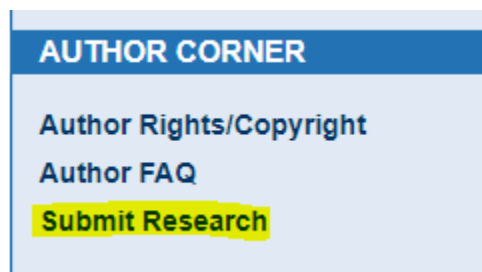 AUTHOR CORNER
Author Rights/Copyright
Author FAQ
Submit Research